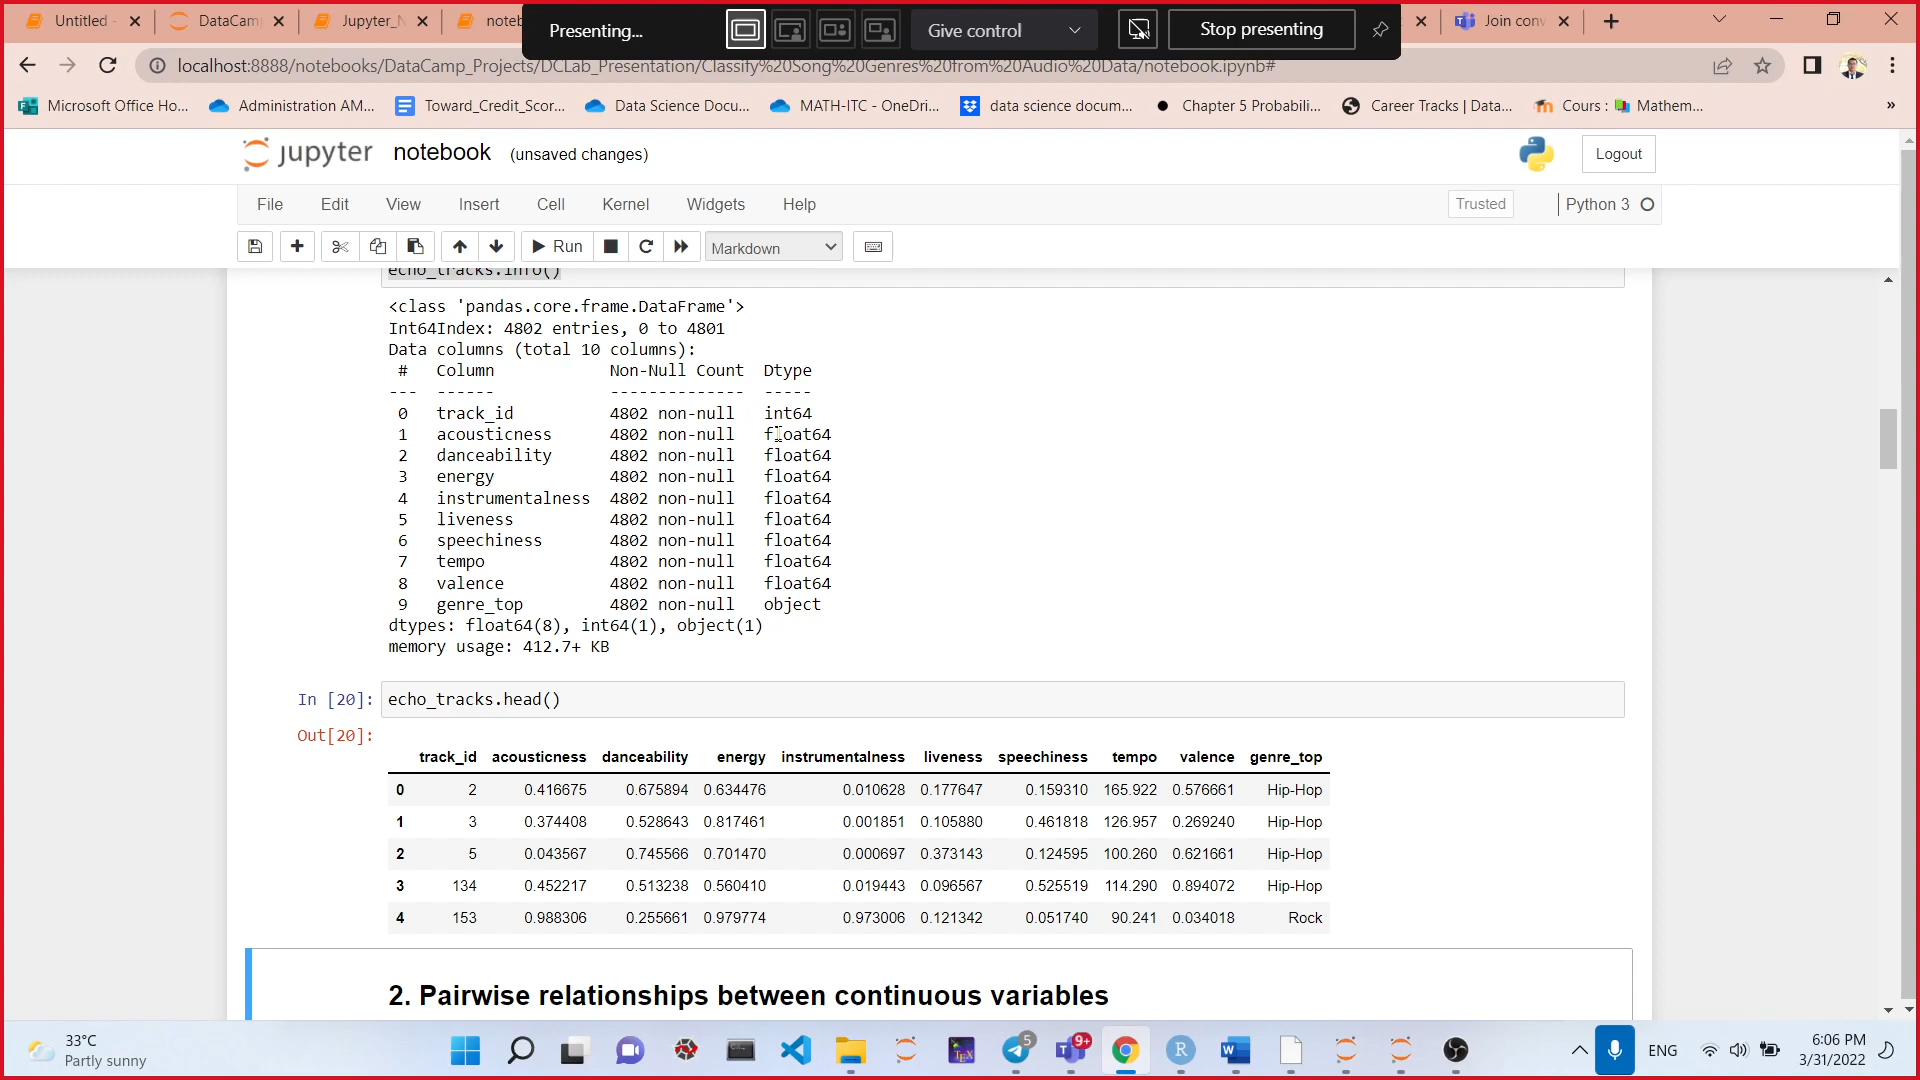 Untitled
DataCam
Jupyter_N
noteb
Presenting...
Give control
Stop presenting
Join conv
localhost:8888/notebooks/DataCamp_Projects/DCLab_Presentation/Classify%20Song%20Genres%20from%20Audio%20Data/notebook.ipynb#
Microsoft Office Ho...
Administration AM...
Toward_Credit_Scor...
Data Science Docu...
MATH-ITC - OneDri...
data science docum...
Chapter 5 Probabili...
Career Tracks | Data...
Cours : Mathem...
»
jupyter notebook (unsaved changes)
Logout
File Edit View Insert Cell Kernel Widgets Help
Trusted
Python 3
Run
Markdown
echo_tracks.info()
<class 'pandas.core.frame.DataFrame'>
Int64Index: 4802 entries, 0 to 4801
Data columns (total 10 columns):
# Column Non-Null Count Dtype
--- ------ -------------- -----
0 track_id 4802 non-null int64
1 acousticness 4802 non-null float64
2 danceability 4802 non-null float64
3 energy 4802 non-null float64
4 instrumentalness 4802 non-null float64
5 liveness 4802 non-null float64
6 speechiness 4802 non-null float64
7 tempo 4802 non-null float64
8 valence 4802 non-null float64
9 genre_top 4802 non-null object
dtypes: float64(8), int64(1), object(1)
memory usage: 412.7+ KB
In [20]: echo_tracks.head()
Out[20]:
track_id acousticness danceability energy instrumentalness liveness speechiness tempo valence genre_top
0 2 0.416675 0.675894 0.634476 0.010628 0.177647 0.159310 165.922 0.576661 Hip-Hop
1 3 0.374408 0.528643 0.817461 0.001851 0.105880 0.461818 126.957 0.269240 Hip-Hop
2 5 0.043567 0.745566 0.701470 0.000697 0.373143 0.124595 100.260 0.621661 Hip-Hop
3 134 0.452217 0.513238 0.560410 0.019443 0.096567 0.525519 114.290 0.894072 Hip-Hop
4 153 0.988306 0.255661 0.979774 0.973006 0.121342 0.051740 90.241 0.034018 Rock
2. Pairwise relationships between continuous variables
33°C
Partly sunny
TEX
5
9+
R
ENG
6:06 PM
3/31/2022